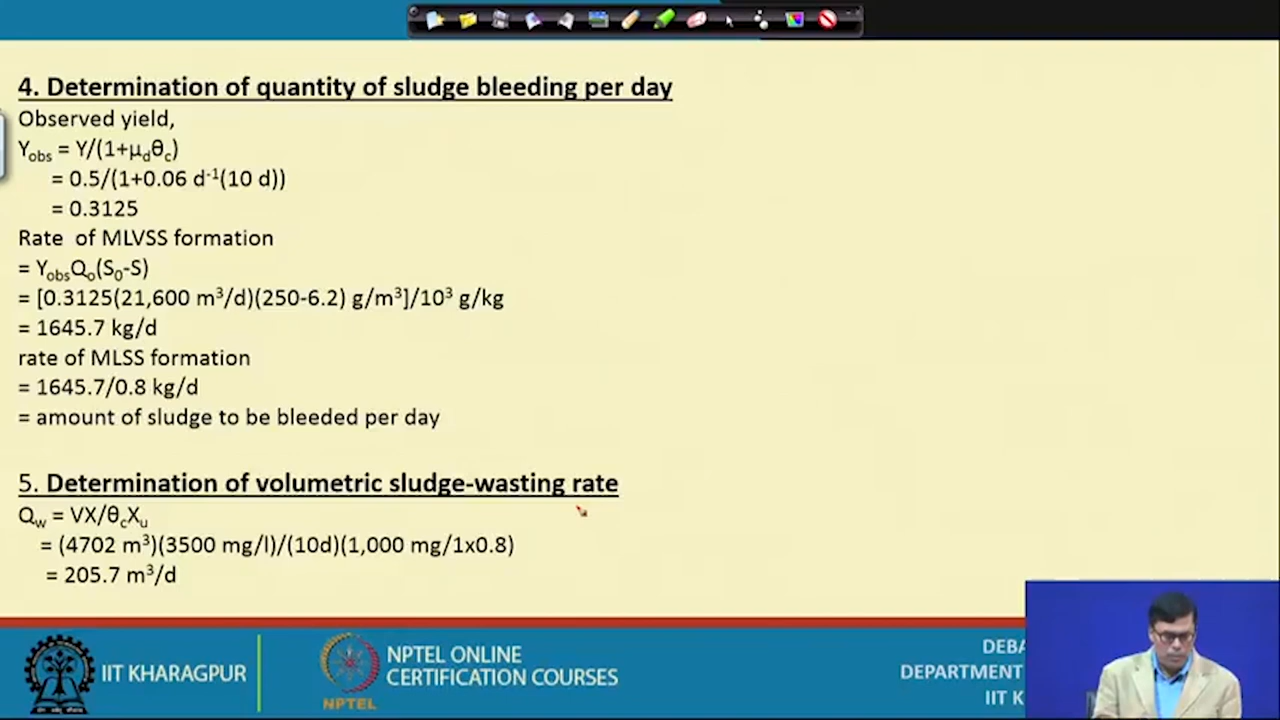 4. Determination of quantity of sludge bleeding per day
Observed yield,
Yobs = Y/(1+μdθc)
= 0.5/(1+0.06 d-1(10 d))
= 0.3125
Rate of MLVSS formation
= YobsQo(S0-S)
= [0.3125(21,600 m3/d)(250-6.2) g/m3]/103 g/kg
= 1645.7 kg/d
rate of MLSS formation
= 1645.7/0.8 kg/d
= amount of sludge to be bleeded per day
5. Determination of volumetric sludge-wasting rate
Qw = VX/θcXu
= (4702 m3)(3500 mg/l)/(10d)(1,000 mg/1x0.8)
= 205.7 m3/d
IIT KHARAGPUR
NPTEL
NPTEL ONLINE
CERTIFICATION COURSES
DEBA
DEPARTMENT
IIT K